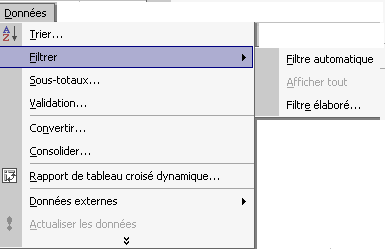 Données
Trier...
Filtrer
Filtre automatique
Afficher tout
Filtre élaboré...
Sous-totaux...
Validation...
Convertir...
Consolider...
Rapport de tableau croisé dynamique...
Données externes
Actualiser les données